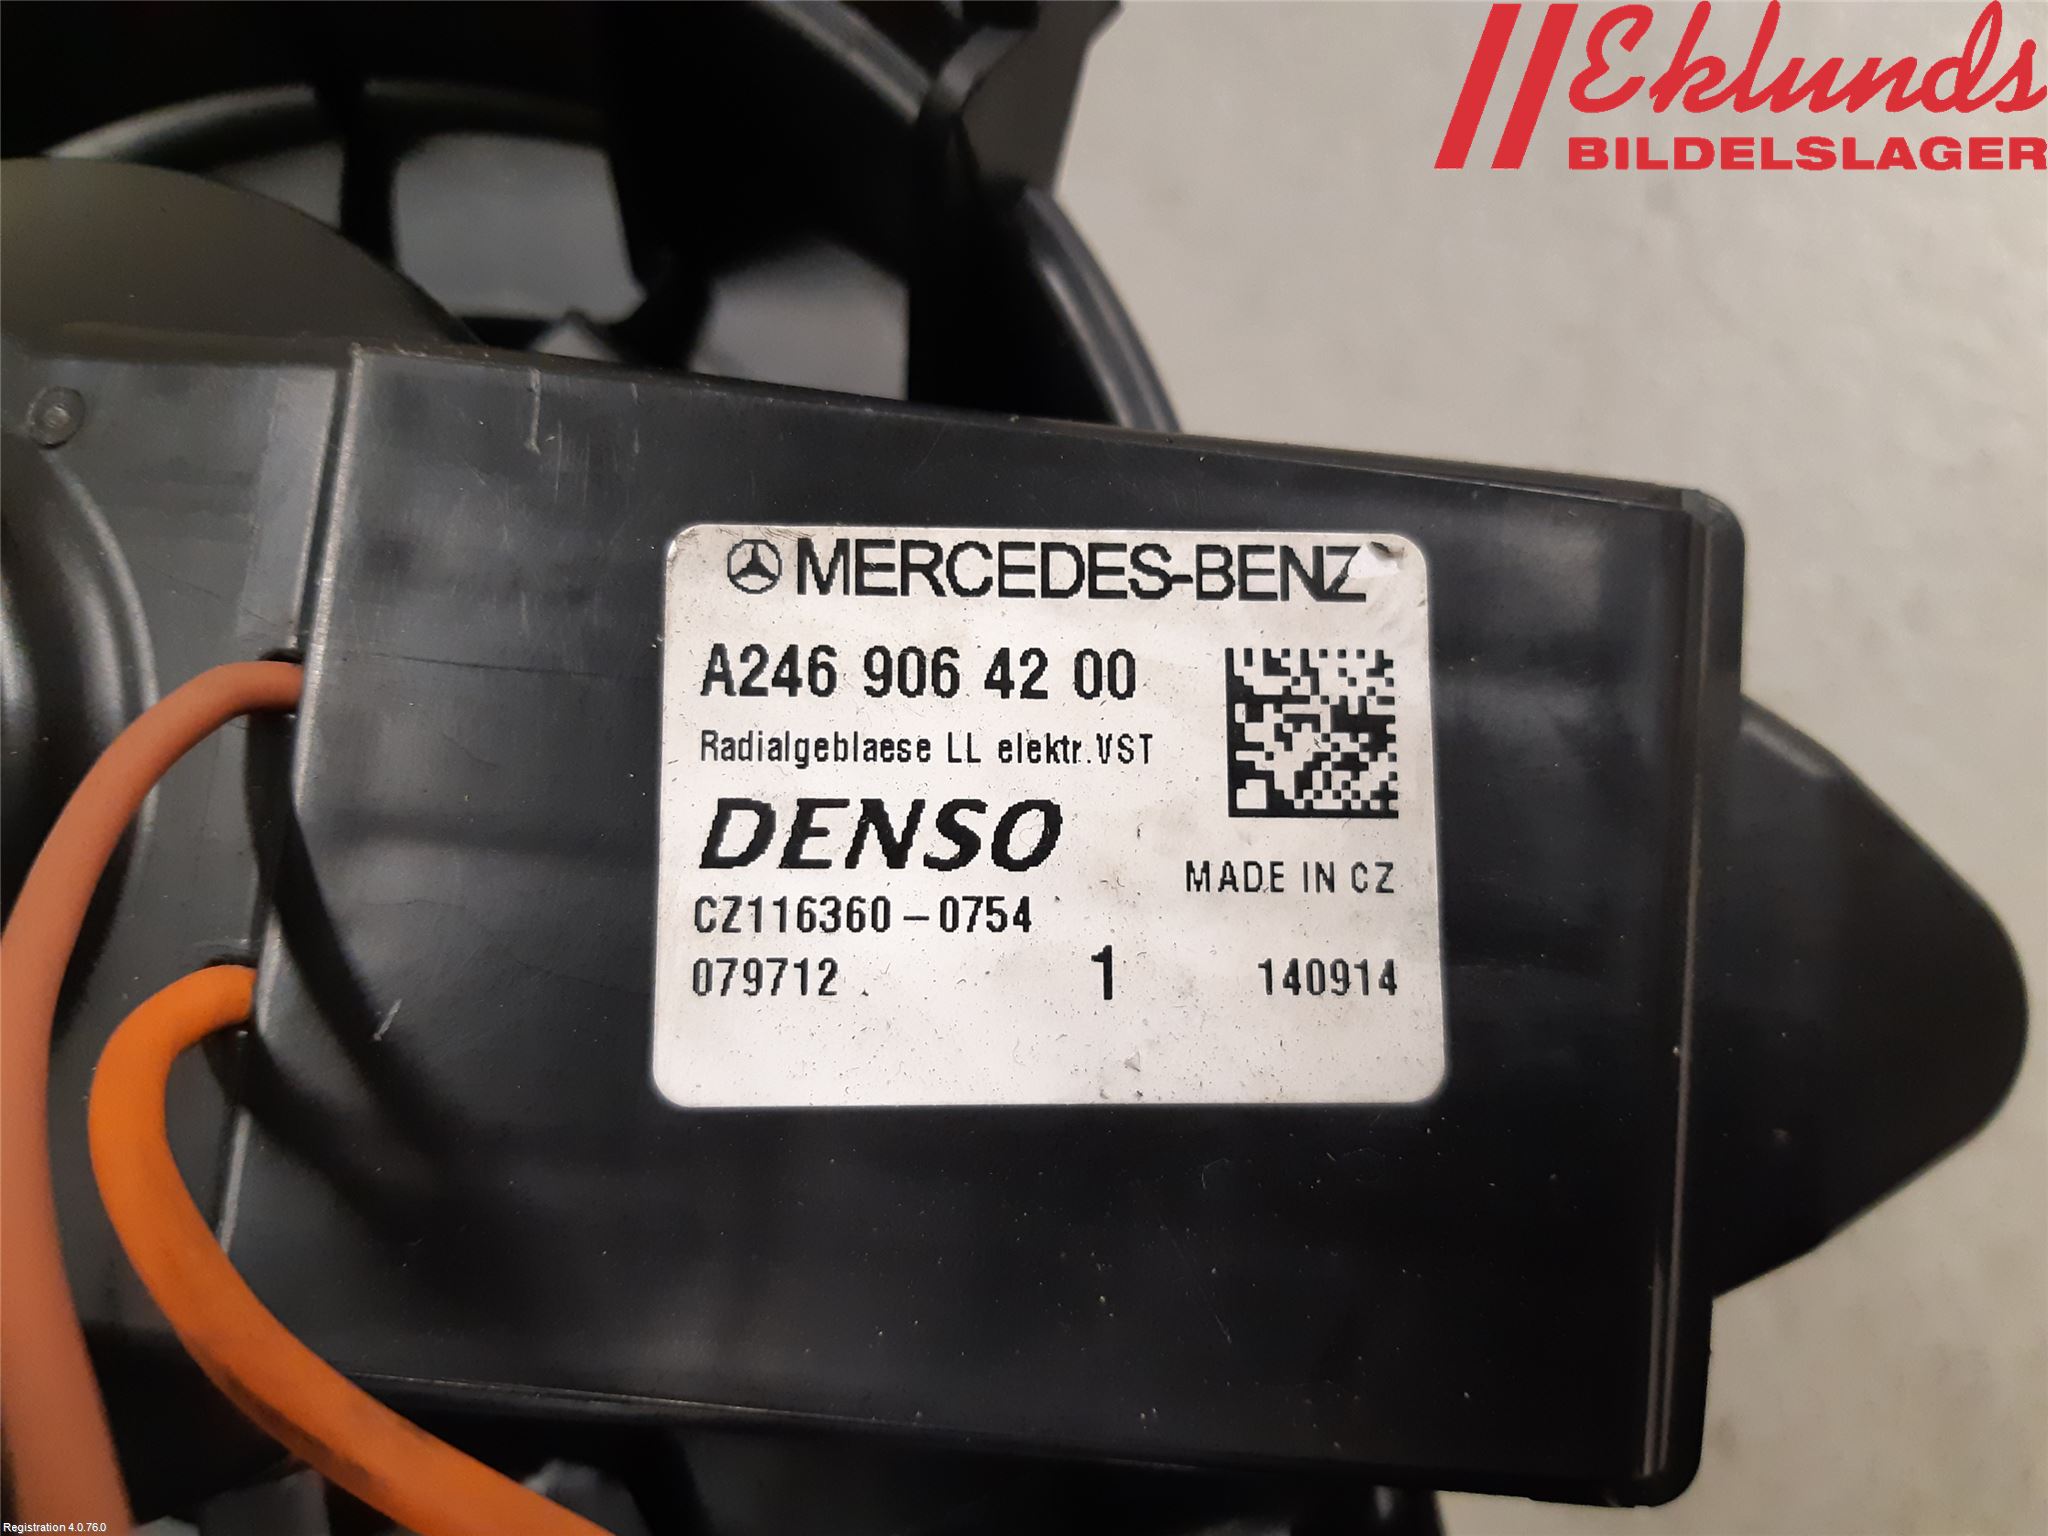 Eklunds
BILDELSLAGER
MERCEDES-BENZ
A246 906 42 00
Radialgeblaese LL elektr.VST
DENSO
MADE IN CZ
CZ116360-0754
079712 1 140914
Registration 4.0.76.0